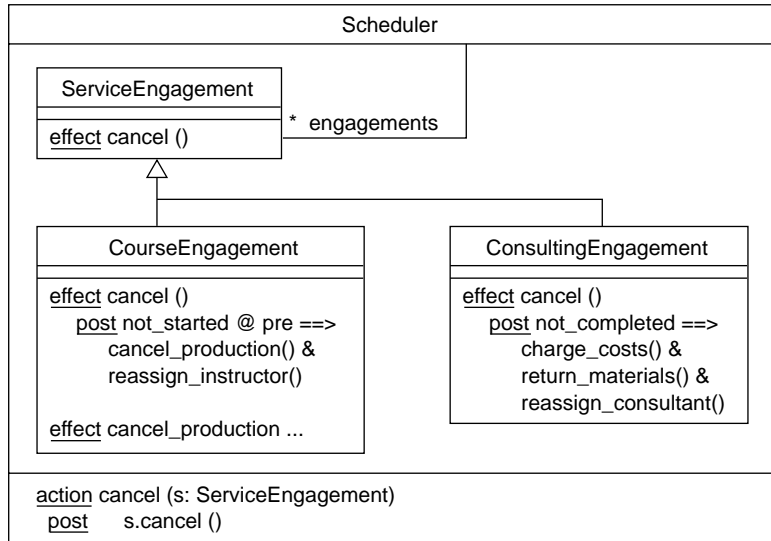 Scheduler
ServiceEngagement
effect cancel ()
* engagements
CourseEngagement
effect cancel ()
post not_started @ pre ==>
cancel_production() &
reassign_instructor()
effect cancel_production ...
ConsultingEngagement
effect cancel ()
post not_completed ==>
charge_costs() &
return_materials() &
reassign_consultant()
action cancel (s: ServiceEngagement)
post s.cancel ()